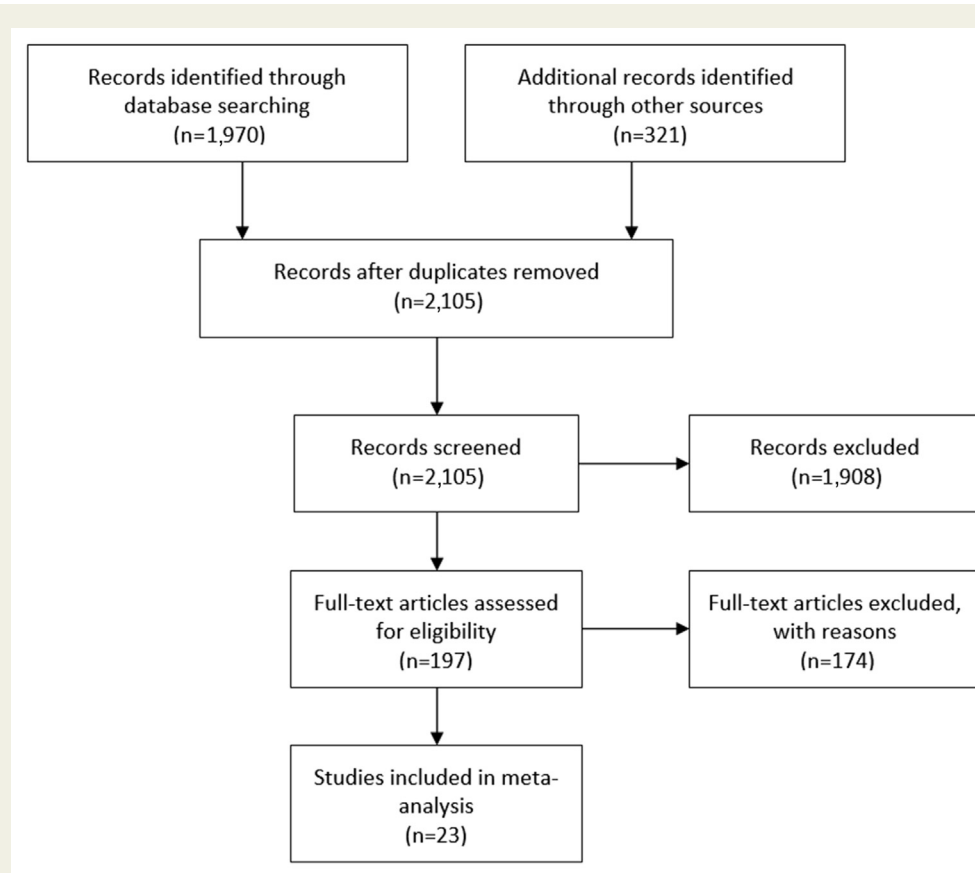 Records identified through
database searching
(n=1,970)
Additional records identified
through other sources
(n=321)
Records after duplicates removed
(n=2,105)
Records screened
(n=2,105)
Records excluded
(n=1,908)
Full-text articles assessed
for eligibility
(n=197)
Full-text articles excluded,
with reasons
(n=174)
Studies included in meta-
analysis
(n=23)